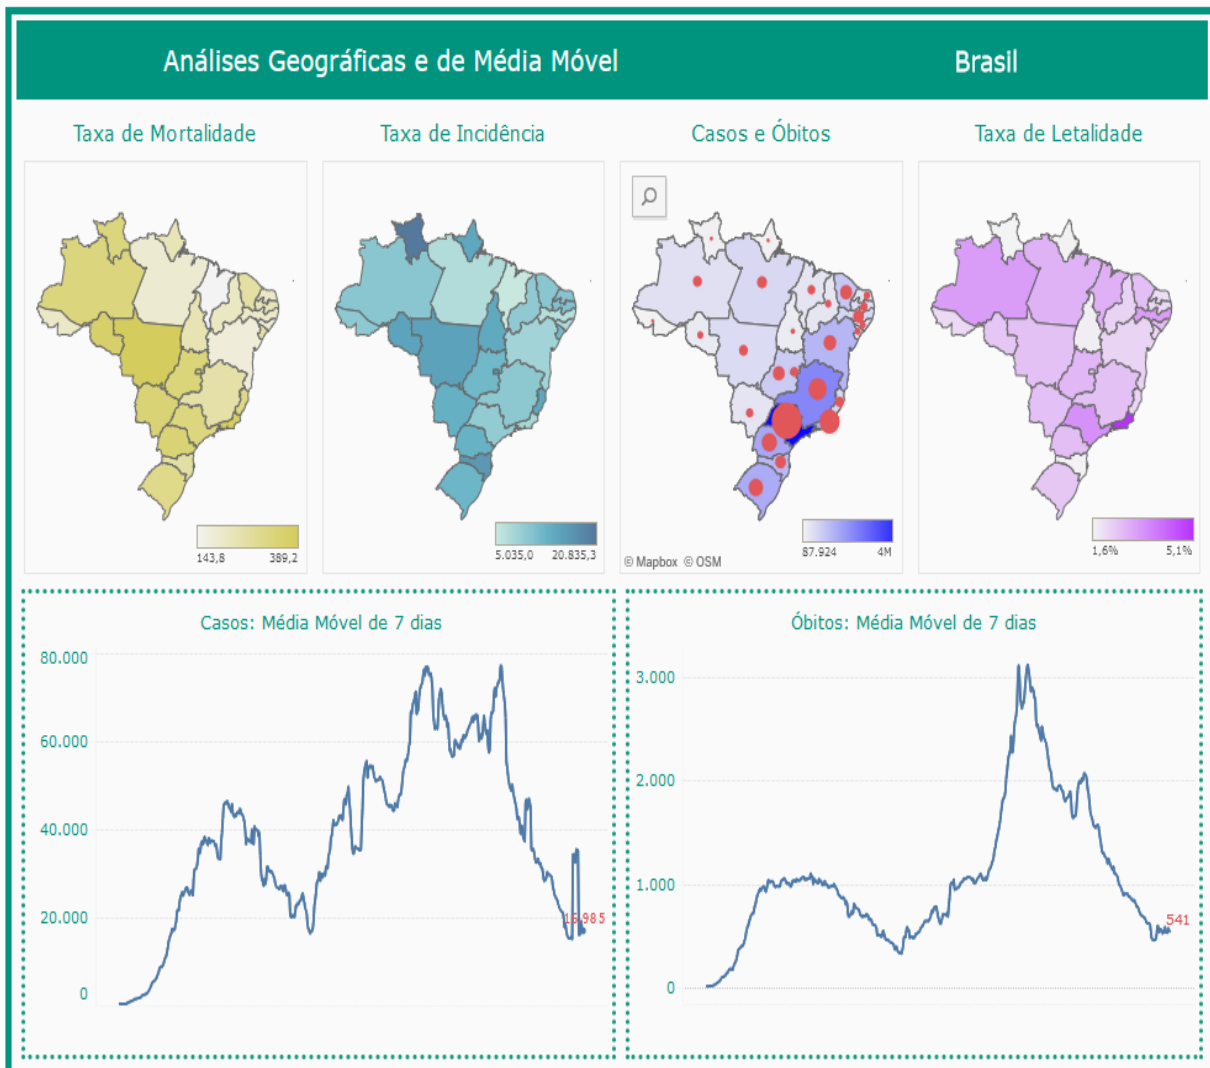 Análises Geográficas e de Média Móvel
Brasil
Taxa de Mortalidade
Taxa de Incidência
Casos e Óbitos
Taxa de Letalidade
143,8 389,2
5.035,0 20.835,3
87.924 4M
© Mapbox © OSM
1,6% 5,1%
Casos: Média Móvel de 7 dias
80.000
60.000
40.000
20.000
0
Óbitos: Média Móvel de 7 dias
3.000
2.000
1.000
0
541